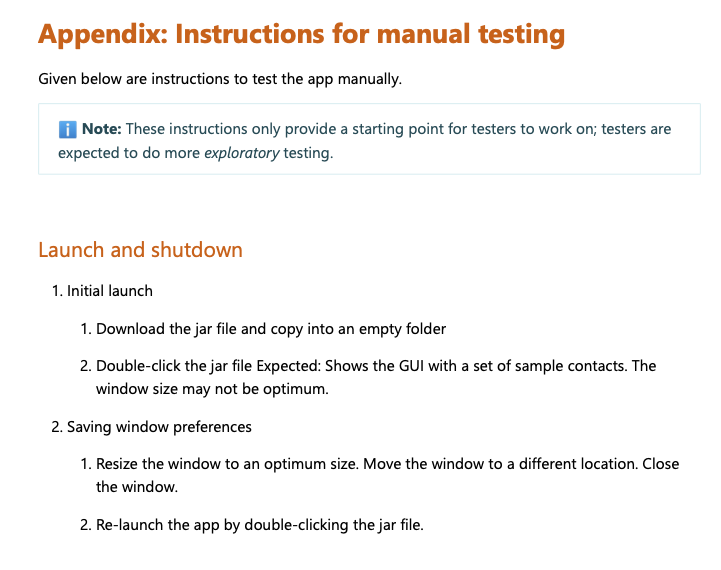 Appendix: Instructions for manual testing
Given below are instructions to test the app manually.
ℹ️ Note: These instructions only provide a starting point for testers to work on; testers are
expected to do more exploratory testing.
Launch and shutdown
1. Initial launch
1. Download the jar file and copy into an empty folder
2. Double-click the jar file Expected: Shows the GUI with a set of sample contacts. The
window size may not be optimum.
2. Saving window preferences
1. Resize the window to an optimum size. Move the window to a different location. Close
the window.
2. Re-launch the app by double-clicking the jar file.